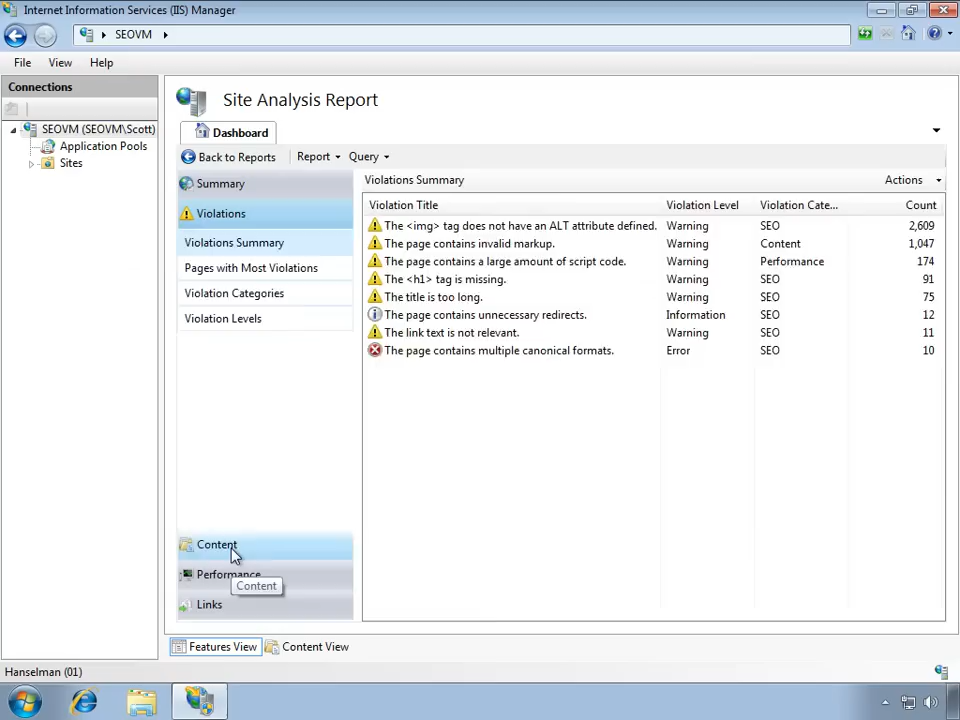 Internet Information Services (IIS) Manager
SEOVM
File View Help
Connections
SEOVM (SEOVM\Scott)
Application Pools
Sites
Site Analysis Report
Dashboard
Back to Reports Report Query
Summary
Violations
Violations Summary
Pages with Most Violations
Violation Categories
Violation Levels
Content
Performance
Content
Links
Violations Summary Actions
Violation Title Violation Level Violation Cate... Count
The <img> tag does not have an ALT attribute defined. Warning SEO 2,609
The page contains invalid markup. Warning Content 1,047
The page contains a large amount of script code. Warning Performance 174
The <h1> tag is missing. Warning SEO 91
The title is too long. Warning SEO 75
The page contains unnecessary redirects. Information SEO 12
The link text is not relevant. Warning SEO 11
The page contains multiple canonical formats. Error SEO 10
Features View Content View
Hanselman (01)